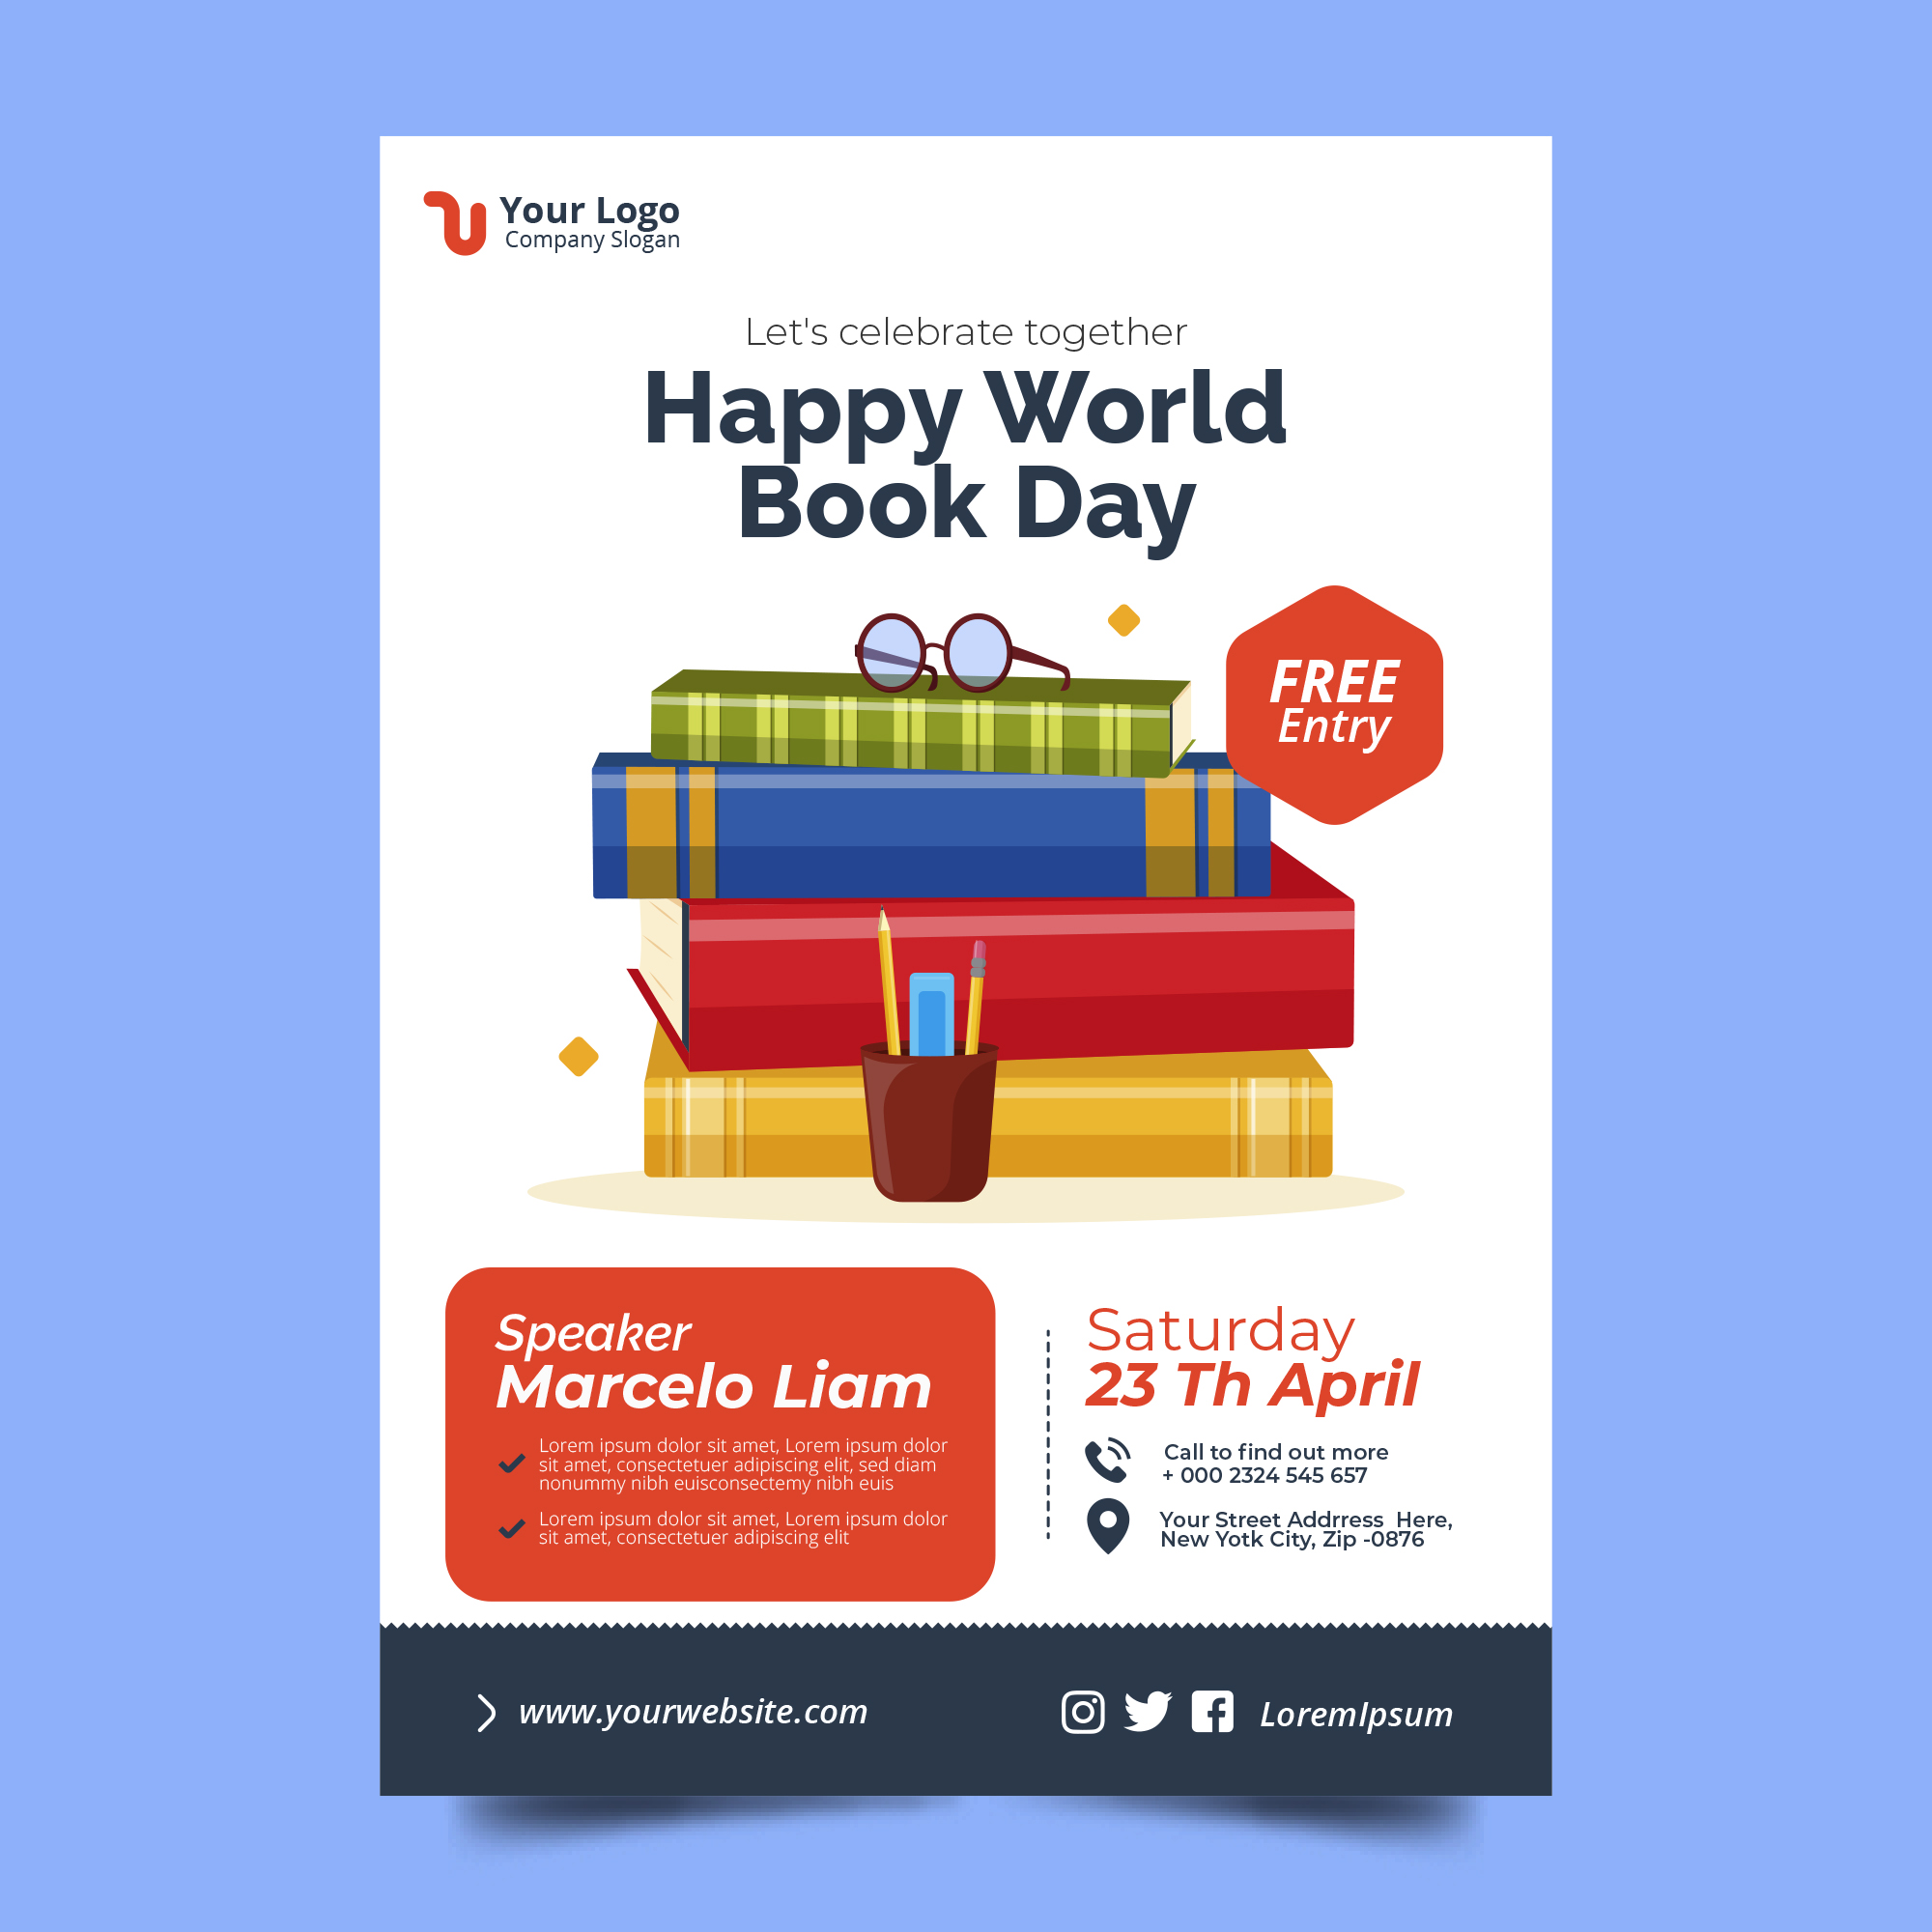 Your Logo
Company Slogan
Let's celebrate together
Happy World
Book Day
FREE
Entry
Speaker
Marcelo Liam
Lorem ipsum dolor sit amet, Lorem ipsum dolor
sit amet, consectetuer adipiscing elit, sed diam
nonummy nibh euisconsectemy nibh euis
Lorem ipsum dolor sit amet, Lorem ipsum dolor
sit amet, consectetuer adipiscing elit
Saturday
23 Th April
Call to find out more
+ 000 2324 545 657
Your Street Addrress  Here,
New Yotk City, Zip -0876
www.yourwebsite.com
LoremIpsum